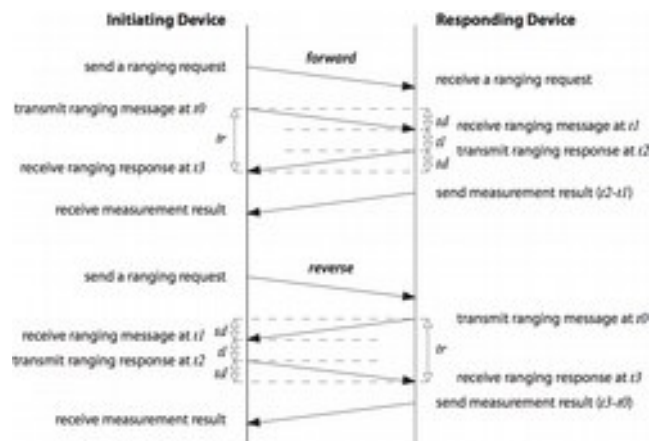 Initiating Device
Responding Device
forward
send a ranging request
receive a ranging request
transmit ranging message at t0
td
receive ranging message at t1
tr
tl
transmit ranging response at t2
td
receive ranging response at t3
send measurement result (t2-t1)
receive measurement result
reverse
send a ranging request
transmit ranging message at t0
td
receive ranging message at t1
tl
tr
transmit ranging response at t2
td
receive ranging response at t3
send measurement result (t3-t0)
receive measurement result